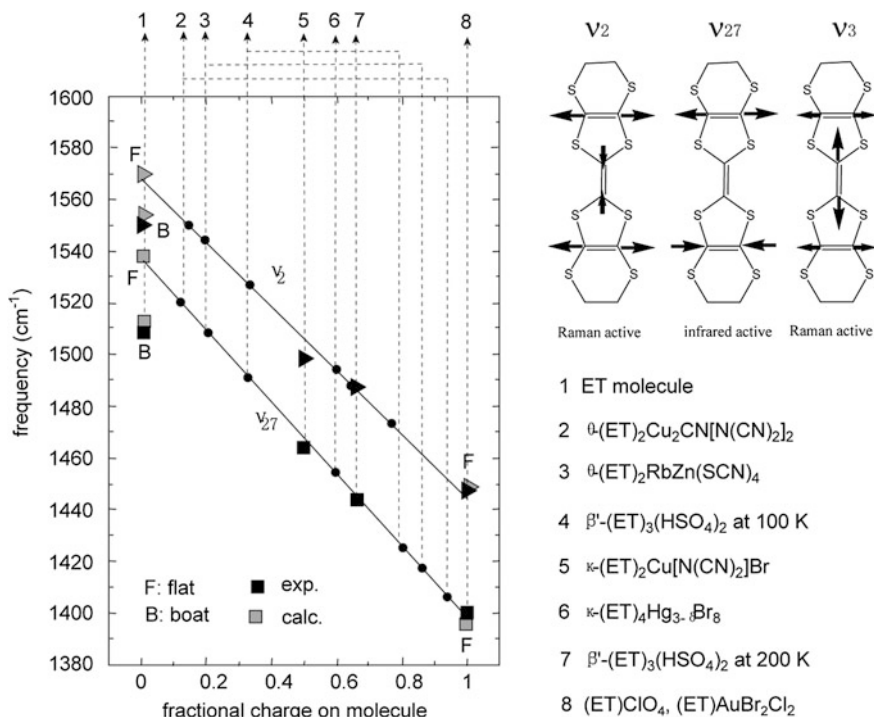 1 2 3 4 5 6 7 8
ν2 ν27 ν3
1600
1580
1560
1540
1520
1500
1480
1460
1440
1420
1400
1380
frequency (cm-1)
F
B
F
B
ν2
ν27
F
F
F: flat
B: boat
exp.
calc.
0 0.2 0.4 0.6 0.8 1
fractional charge on molecule
S S S S S S
S S S S S S
S S S S S S
S S S S S S
Raman active infrared active Raman active
1 ET molecule
2 θ-(ET)2Cu2CN[N(CN)2]2
3 θ-(ET)2RbZn(SCN)4
4 β'-(ET)3(HSO4)2 at 100 K
5 κ-(ET)2Cu[N(CN)2]Br
6 κ-(ET)4Hg3-δBr8
7 β'-(ET)3(HSO4)2 at 200 K
8 (ET)ClO4, (ET)AuBr2Cl2